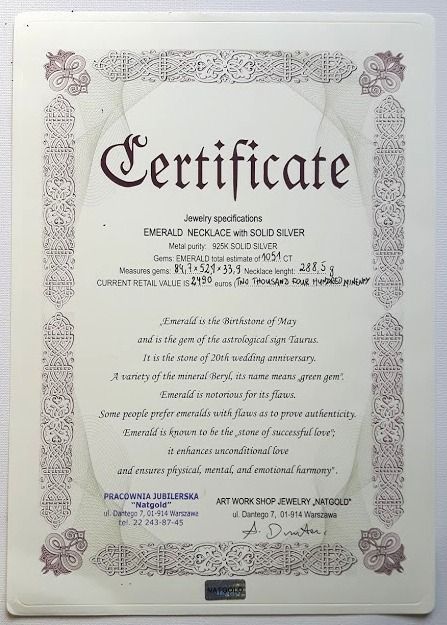 Certificate
Jewelry specifications
EMERALD NECKLACE with SOLID SILVER
Metal purity: 925K SOLID SILVER
Gems: EMERALD total estimate of 1051 CT
Measures gems: 84,7×52,1×33,9 Necklace lenght: 288,5 g
CURRENT RETAIL VALUE IS 2490 euros (TWO THOUSAND FOUR HUNDRED NINENTY
„Emerald is the Birthstone of May
and is the gem of the astrological sign Taurus.
It is the stone of 20th wedding anniversary.
A variety of the mineral Beryl, its name means „green gem".
Emerald is notorious for its flaws.
Some people prefer emeralds with flaws as to prove authenticity.
Emerald is known to be the „stone of successful love";
it enhances unconditional love
and ensures physical, mental, and emotional harmony".
PRACOWNIA JUBILERSKA
"Natgold"
ul. Dantego 7, 01-914 Warszawa
tel. 22 243-87-45
ART WORK SHOP JEWELRY „NATGOLD"
ul. Dantego 7, 01-914 Warszawa
NATGOLD